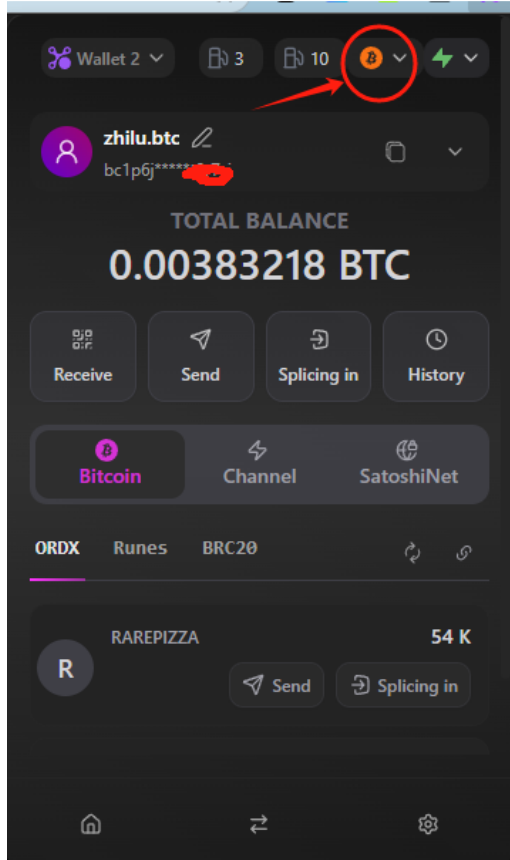 Wallet 2 3 10
zhilu.btc
bc1p6j*****
TOTAL BALANCE
0.00383218 BTC
Receive Send Splicing in History
Bitcoin Channel SatoshiNet
ORDX Runes BRC20
RAREPIZZA 54 K
R
Send Splicing in